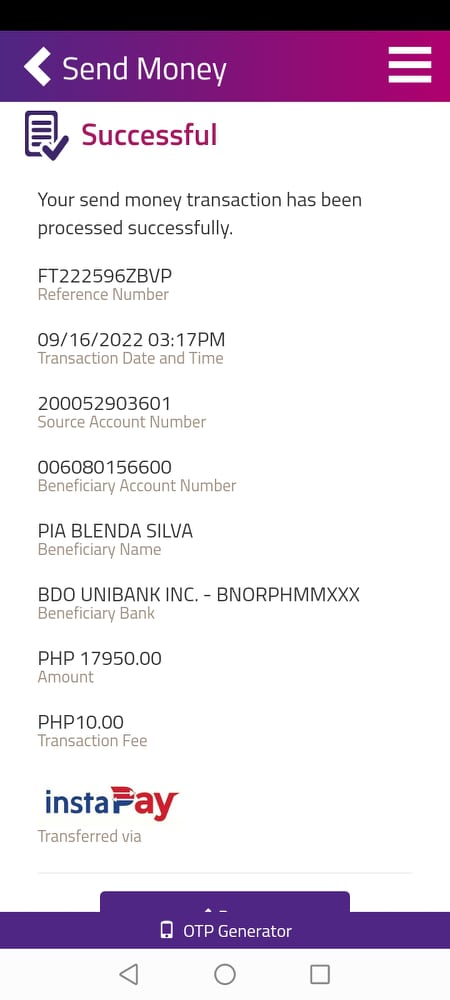 Send Money
Successful
Your send money transaction has been
processed successfully.
FT222596ZBVP
Reference Number
09/16/2022 03:17PM
Transaction Date and Time
200052903601
Source Account Number
006080156600
Beneficiary Account Number
PIA BLENDA SILVA
Beneficiary Name
BDO UNIBANK INC. - BNORPHMMXXX
Beneficiary Bank
PHP 17950.00
Amount
PHP10.00
Transaction Fee
instaPay
Transferred via
OTP Generator